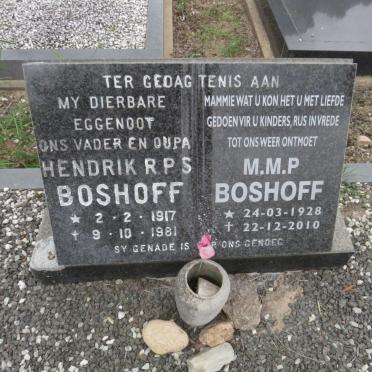 TER GEDAGTENIS AAN
MY DIERBARE
EGGENOOT
ONS VADER EN OUPA
HENDRIK R P S
BOSHOFF
☆ 2-2-1917
✝ 9-10-1981
MAMMIE WAT U KON HET U MET LIEFDE
GEDOEN VIR U KINDERS, RUS IN VREDE
TOT ONS WEER ONTMOET
M.M.P
BOSHOFF
☆ 24-03-1928
✝ 22-12-2010
SY GENADE IS ONS GENOEG